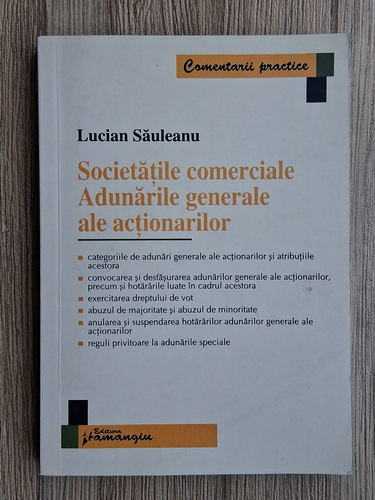 Comentarii practice
Lucian Săuleanu
Societățile comerciale
Adunările generale
ale acționarilor
categoriile de adunări generale ale acționarilor și atribuțiile
acestora
convocarea și desfășurarea adunărilor generale ale acționarilor,
precum și hotărârile luate în cadrul acestora
exercitarea dreptului de vot
abuzul de majoritate și abuzul de minoritate
anularea și suspendarea hotărârilor adunărilor generale ale
acționarilor
reguli privitoare la adunările speciale
Editura
Hamangiu